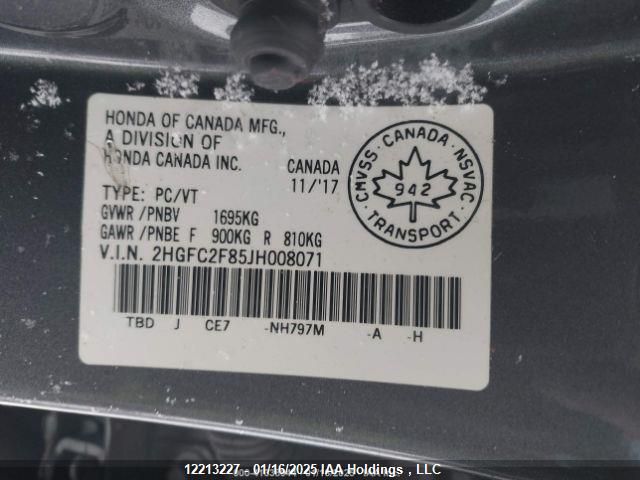 HONDA OF CANADA MFG.,
A DIVISION OF
HONDA CANADA INC. CANADA
11/'17
TYPE: PC/VT
GVWR /PNBV 1695KG
GAWR /PNBE F 900KG R 810KG
V.I.N. 2HGFC2F85JH008071
TBD J CE7 -NH797M -A -H
CMVSS · CANADA · NSVAC
942
TRANSPORT
12213227 - 01/16/2025 IAA Holdings , LLC